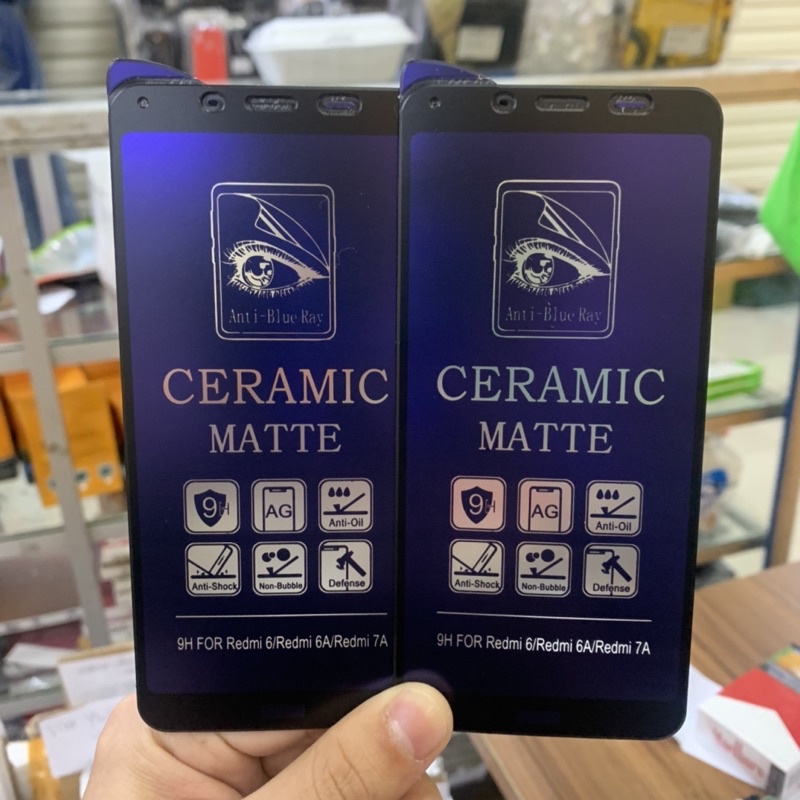 Anti-Blue Ray
CERAMIC
MATTE
9H
AG
Anti-Oil
Anti-Shock
Non-Bubble
Defense
9H FOR Redmi 6/Redmi 6A/Redmi 7A
Anti-Blue Ray
CERAMIC
MATTE
9H
AG
Anti-Oil
Anti-Shock
Non-Bubble
Defense
9H FOR Redmi 6/Redmi 6A/Redmi 7A